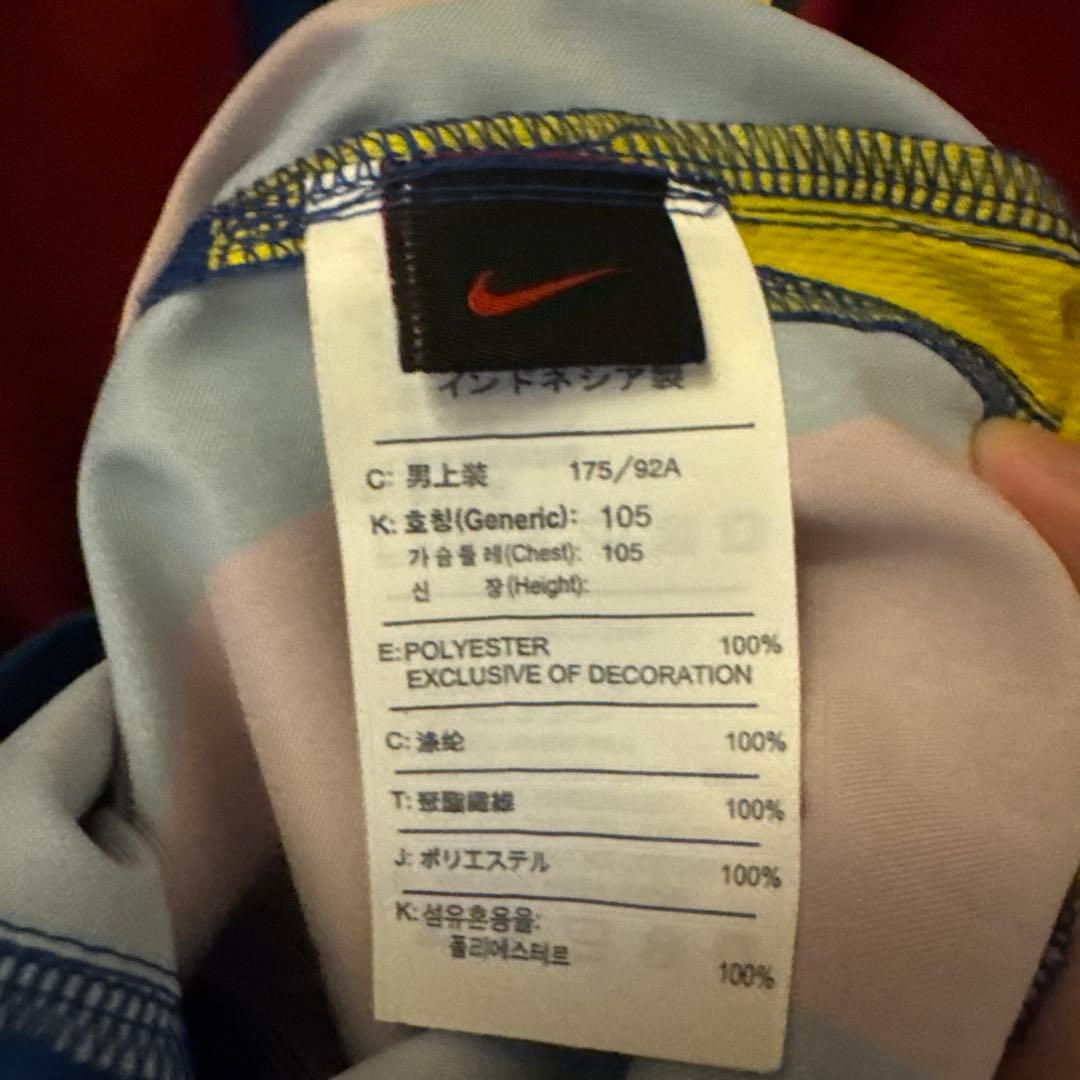 インドネシア製
C: 男上装 175/92A
K: 호칭(Generic): 105
가슴둘레(Chest): 105
신 장(Height):
E:POLYESTER 100%
EXCLUSIVE OF DECORATION
C: 涤纶 100%
T: 聚酯纖維 100%
J: ポリエステル 100%
K: 섬유혼용율:
폴리에스테르
100%